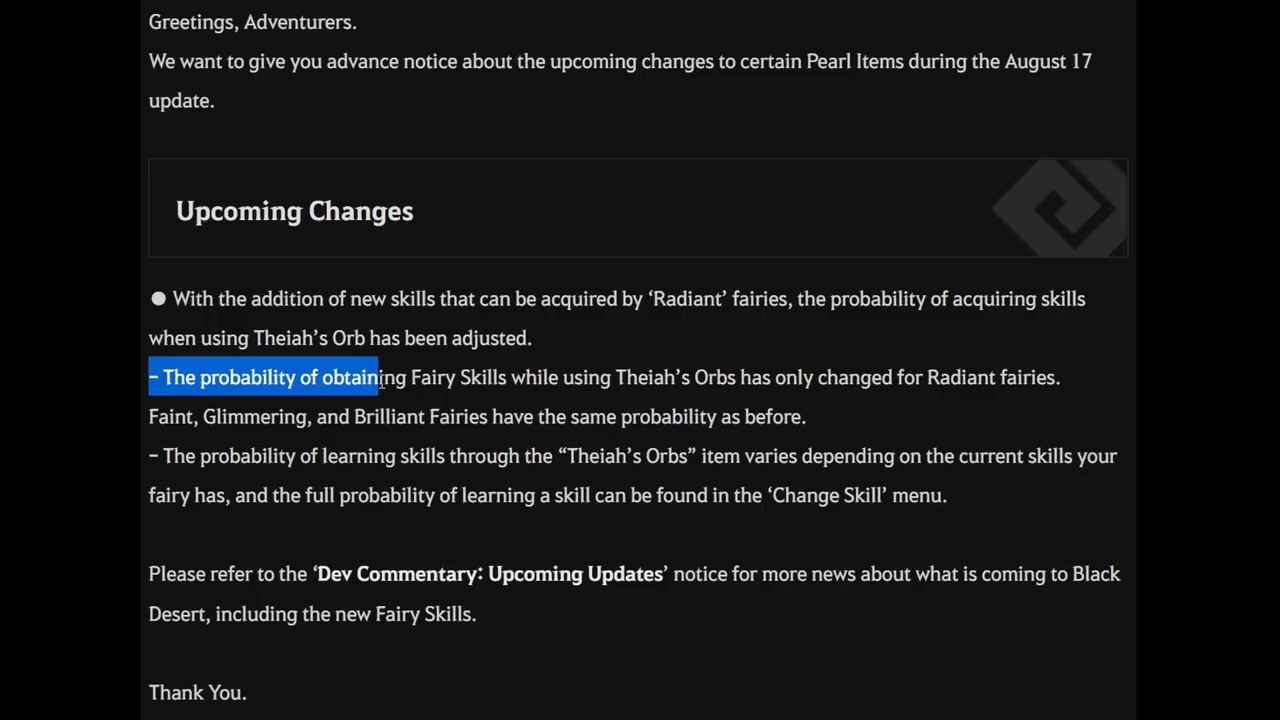 Greetings, Adventurers.
We want to give you advance notice about the upcoming changes to certain Pearl Items during the August 17
update.
Upcoming Changes
● With the addition of new skills that can be acquired by ‘Radiant’ fairies, the probability of acquiring skills
when using Theiah’s Orb has been adjusted.
– The probability of obtaining Fairy Skills while using Theiah’s Orbs has only changed for Radiant fairies.
Faint, Glimmering, and Brilliant Fairies have the same probability as before.
– The probability of learning skills through the “Theiah’s Orbs” item varies depending on the current skills your
fairy has, and the full probability of learning a skill can be found in the ‘Change Skill’ menu.
Please refer to the ‘Dev Commentary: Upcoming Updates’ notice for more news about what is coming to Black
Desert, including the new Fairy Skills.
Thank You.